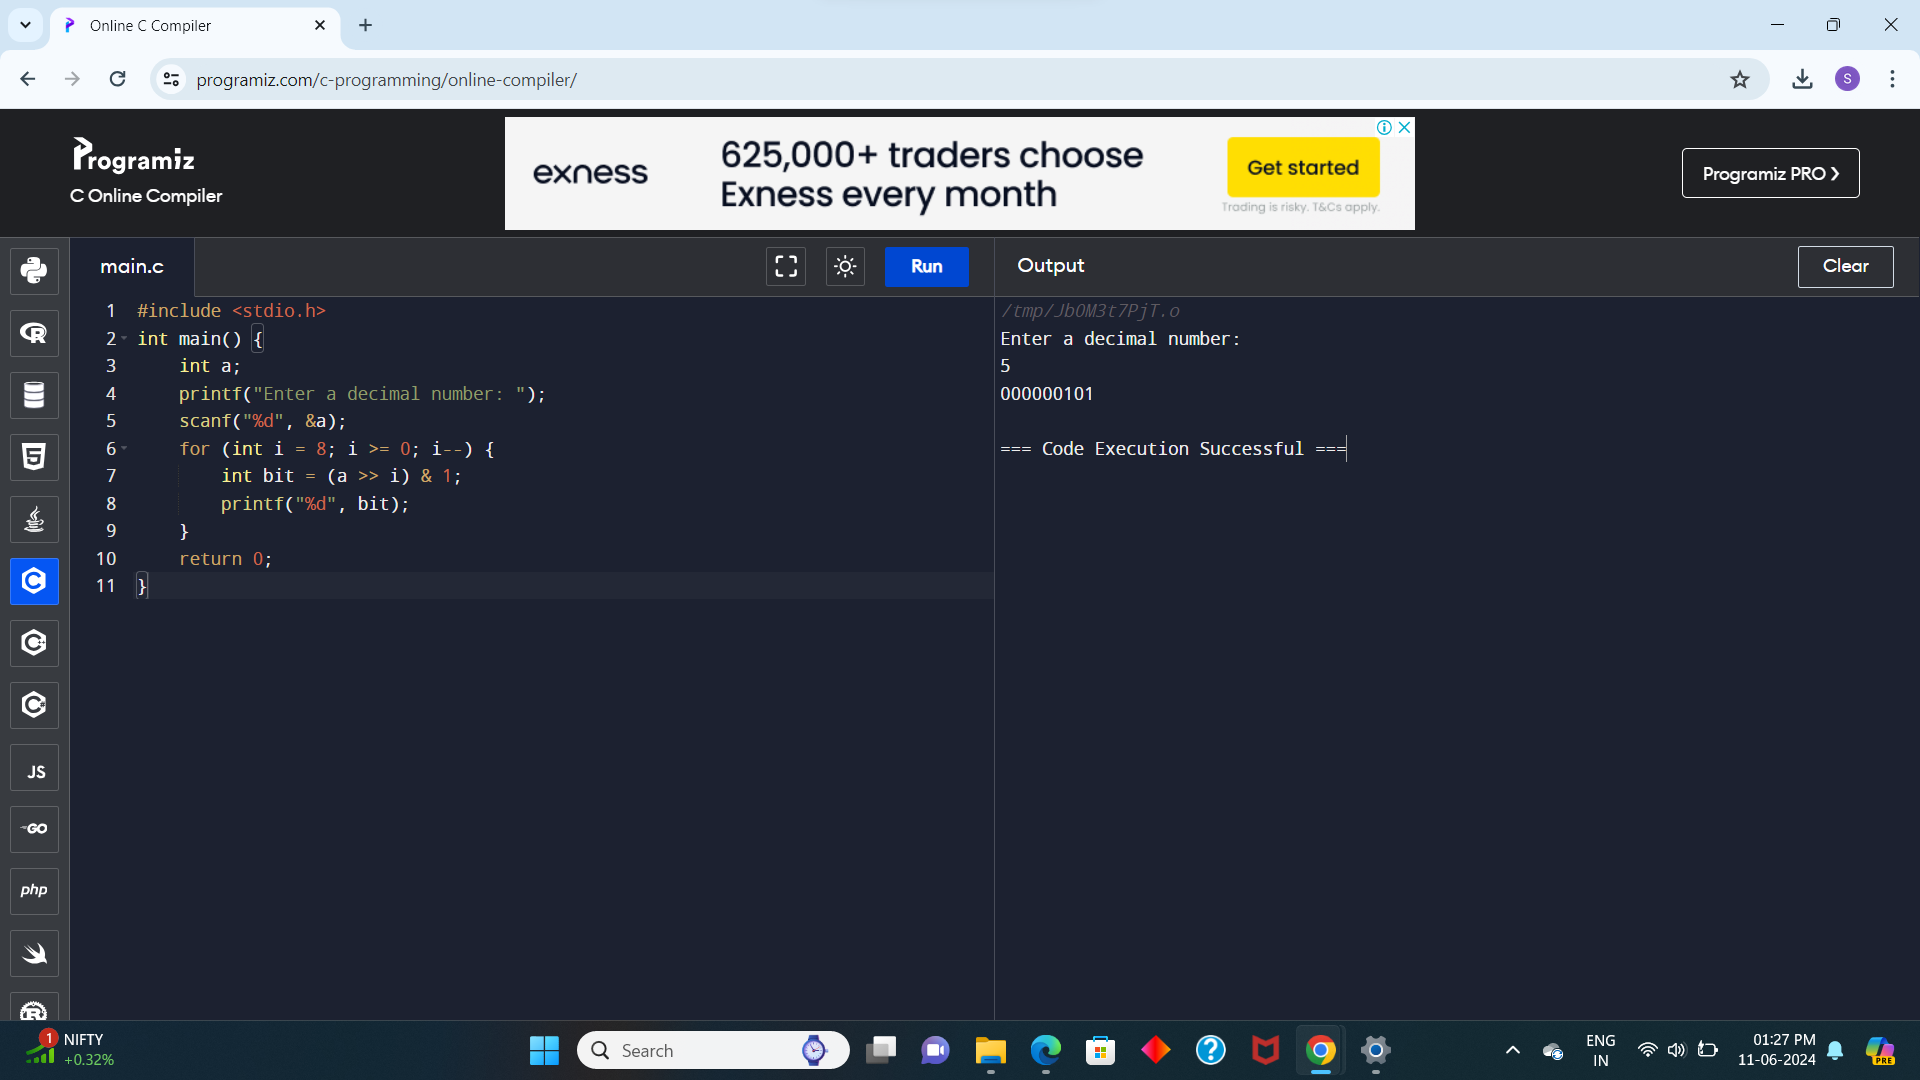 Online C Compiler
programiz.com/c-programming/online-compiler/
S
Programiz
C Online Compiler
exness
625,000+ traders choose
Exness every month
Get started
Trading is risky. T&Cs apply.
Programiz PRO ❯
main.c
Run
Output
Clear
1 #include <stdio.h>
2 int main() {
3     int a;
4     printf("Enter a decimal number: ");
5     scanf("%d", &a);
6     for (int i = 8; i >= 0; i--) {
7         int bit = (a >> i) & 1;
8         printf("%d", bit);
9     }
10     return 0;
11 }
/tmp/JbOM3t7PjT.o
Enter a decimal number:
5
000000101
=== Code Execution Successful ===
R
5
C
C
C
JS
GO
php
R
1
NIFTY
+0.32%
Search
ENG
IN
01:27 PM
11-06-2024
PRE